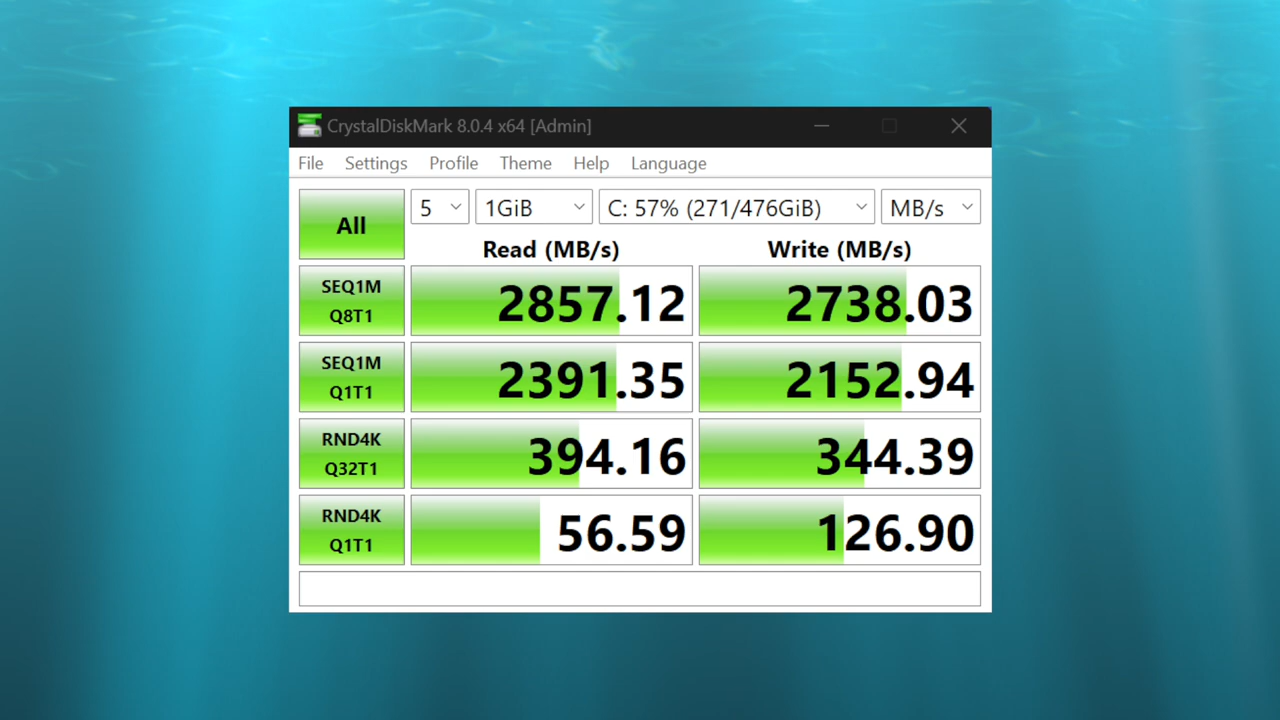 CrystalDiskMark 8.0.4 x64 [Admin]
File Settings Profile Theme Help Language
All 5 1GiB C: 57% (271/476GiB) MB/s
Read (MB/s) Write (MB/s)
SEQ1M
Q8T1 2857.12 2738.03
SEQ1M
Q1T1 2391.35 2152.94
RND4K
Q32T1 394.16 344.39
RND4K
Q1T1 56.59 126.90